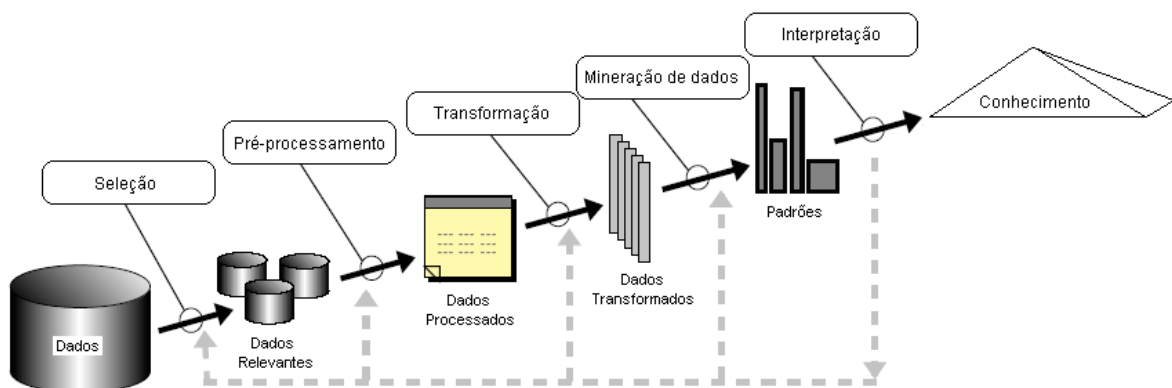 Interpretação
Mineração de dados
Conhecimento
Transformação
Pré-processamento
Seleção
Padrões
Dados
Transformados
Dados
Processados
Dados
Relevantes
Dados